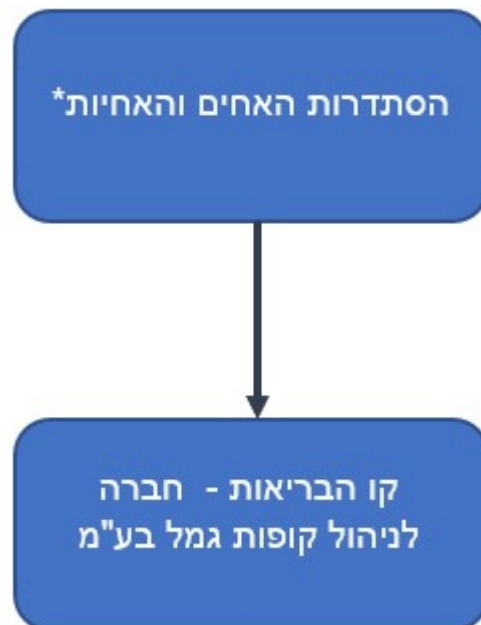 הסתדרות האחים והאחיות*
קו הבריאות - חברה
לניהול קופות גמל בע"מ